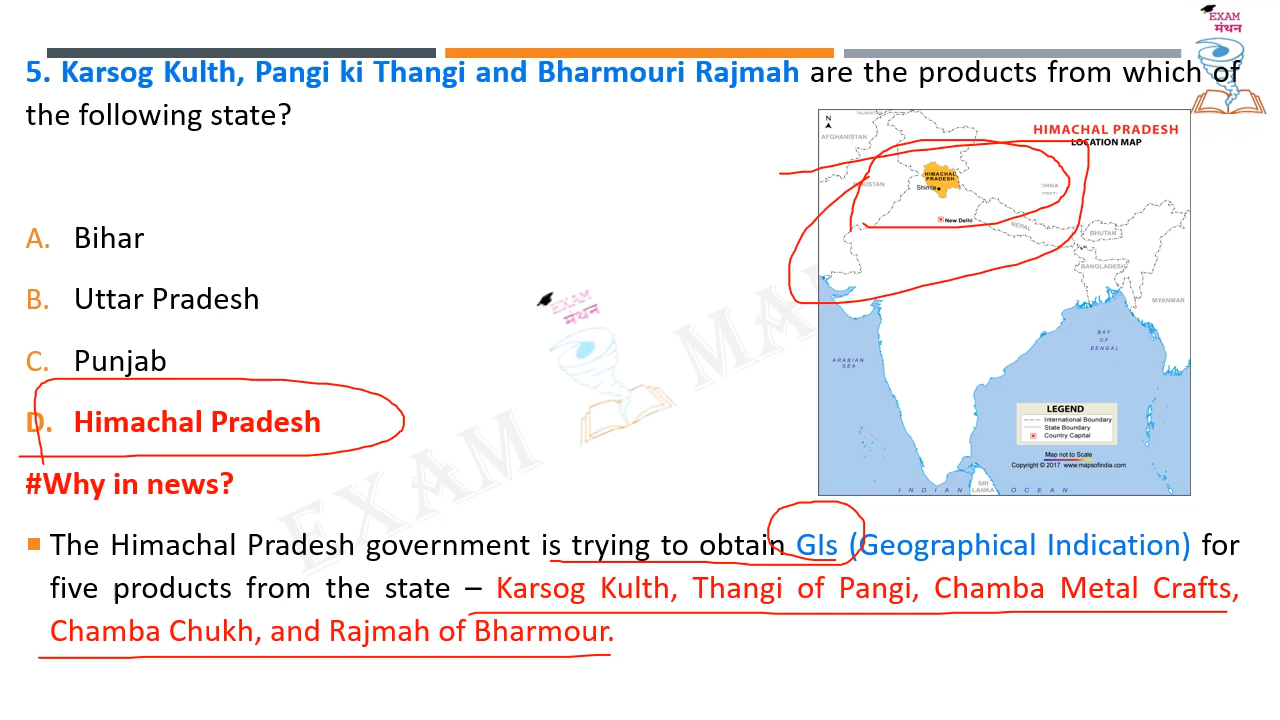 EXAM
मंथन
5. Karsog Kulth, Pangi ki Thangi and Bharmouri Rajmah are the products from which of
the following state?
A. Bihar
B. Uttar Pradesh
C. Punjab
D. Himachal Pradesh
#Why in news?
The Himachal Pradesh government is trying to obtain GIs (Geographical Indication) for
five products from the state – Karsog Kulth, Thangi of Pangi, Chamba Metal Crafts,
Chamba Chukh, and Rajmah of Bharmour.
N
HIMACHAL PRADESH
LOCATION MAP
AFGHANISTAN
HIMACHAL
PRADESH
Shimla
CHINA
New Delhi
NEPAL
BHUTAN
BANGLADESH
MYANMAR
ARABIAN
SEA
BAY
OF
BENGAL
LEGEND
International Boundary
State Boundary
Country Capital
Map not to Scale
Copyright © 2017 www.mapsofindia.com
SRI
LANKA
INDIAN OCEAN
EXAM
मंथन
EXAM